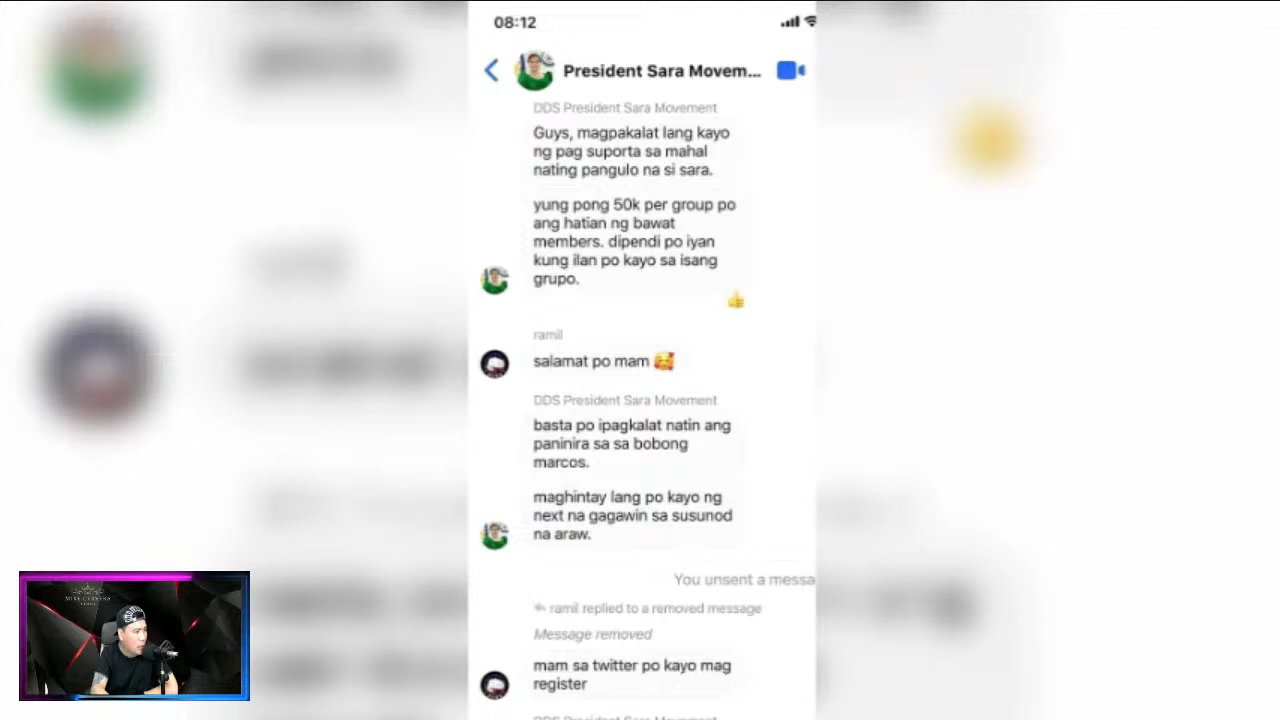 08:12
President Sara Movem...
DDS President Sara Movement
Guys, magpakalat lang kayo
ng pag suporta sa mahal
nating pangulo na si sara.
yung pong 50k per group po
ang hatian ng bawat
members. dipendi po iyan
kung ilan po kayo sa isang
grupo.
ramil
salamat po mam 🥰
DDS President Sara Movement
basta po ipagkalat natin ang
paninira sa sa bobong
marcos.
maghintay lang po kayo ng
next na gagawin sa susunod
na araw.
You unsent a messa
ramil replied to a removed message
Message removed
mam sa twitter po kayo mag
register
DDS President Sara Movement